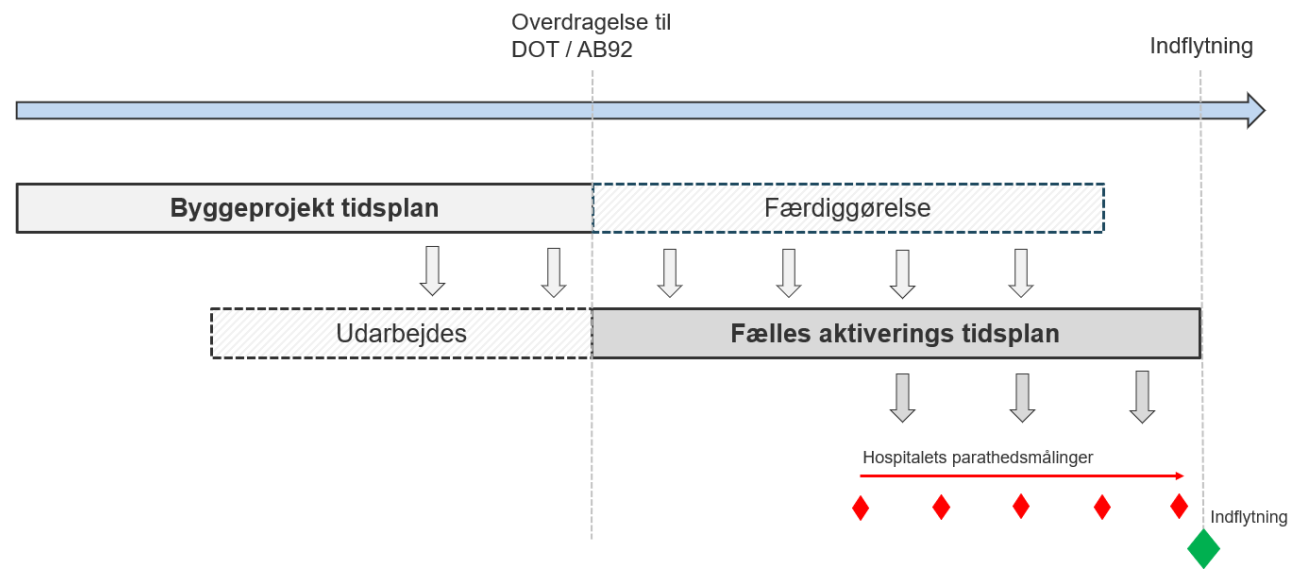 Overdragelse til
DOT / AB92
Indflytning
Byggeprojekt tidsplan
Færdiggørelse
Udarbejdes
Fælles aktiverings tidsplan
Hospitalets parathedsmålinger
Indflytning